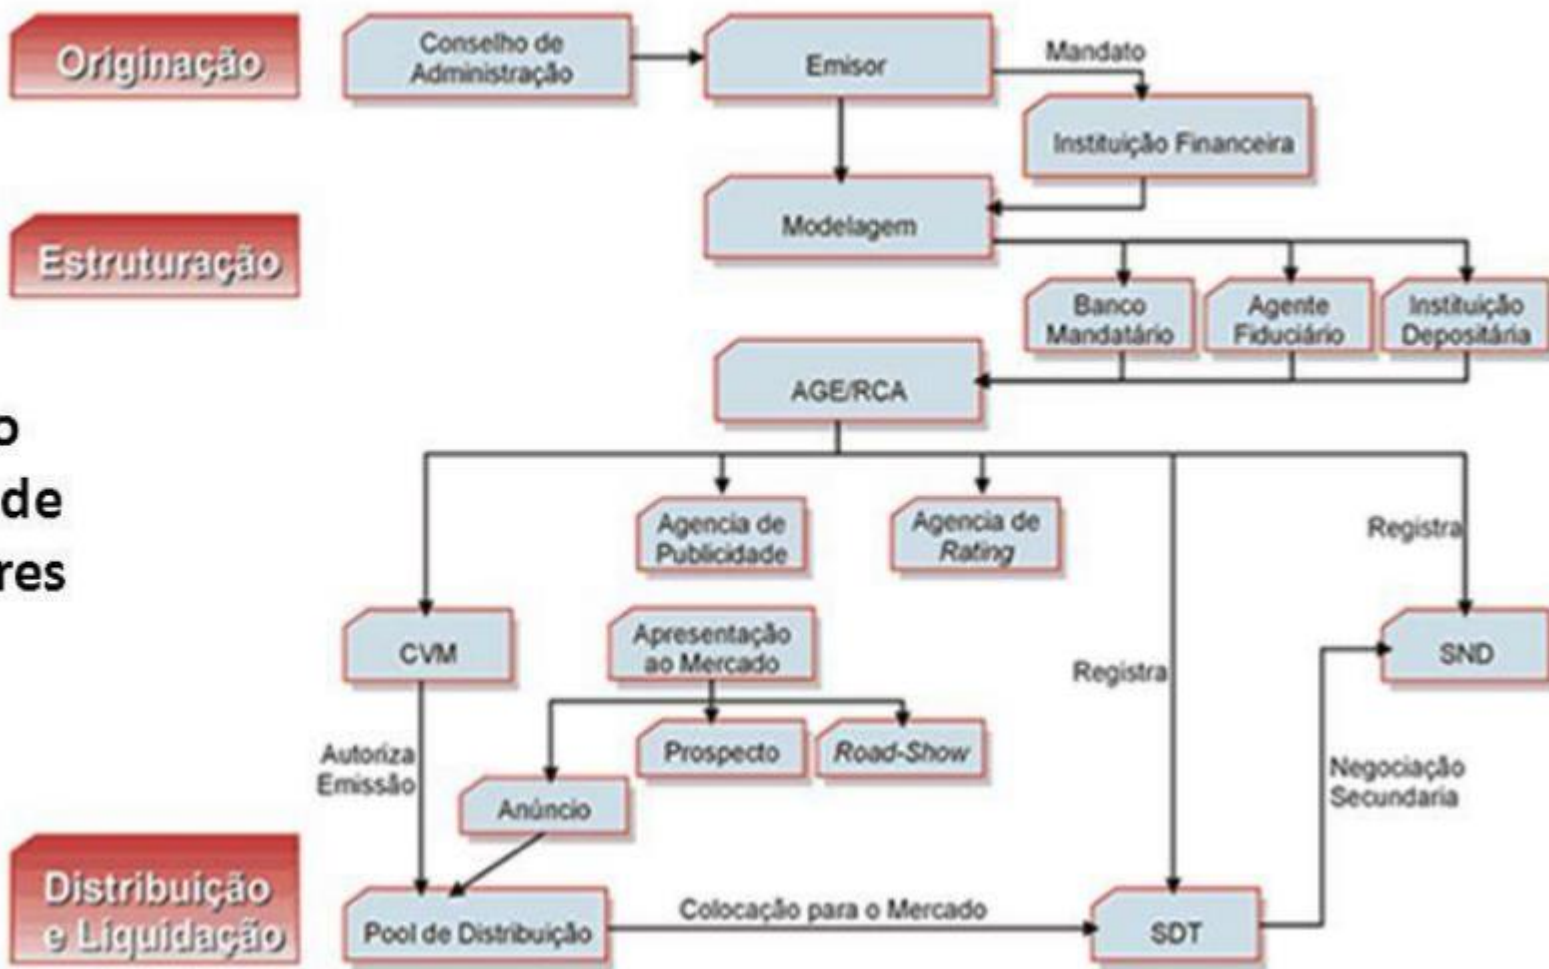 Originação
Conselho de
Administração
Emisor
Mandato
Instituição Financeira
Estruturação
Modelagem
Banco
Mandatário
Agente
Fiduciário
Instituição
Depositária
AGE/RCA
o
de
res
Agencia de
Publicidade
Agencia de
Rating
Registra
CVM
Apresentação
ao Mercado
Registra
SND
Autoriza
Emissão
Prospecto
Road-Show
Negociação
Secundaria
Anúncio
Distribuição
e Liquidação
Pool de Distribuição
Colocação para o Mercado
SDT